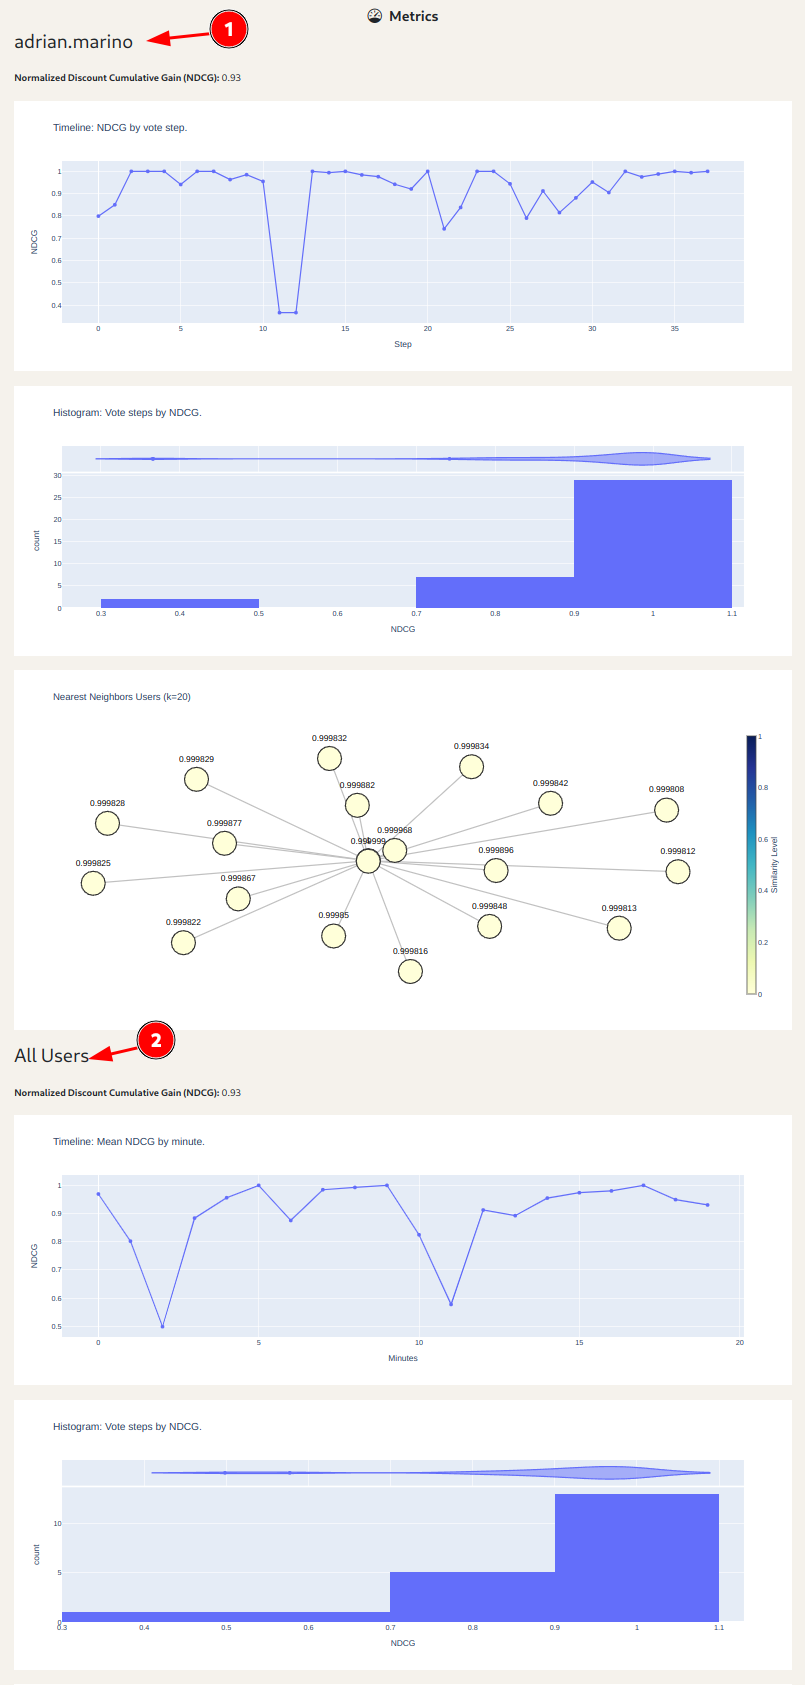 Metrics
1
adrian.marino
Normalized Discount Cumulative Gain (NDCG): 0.93
Timeline: NDCG by vote step.
1
0.9
0.8
0.7
0.6
0.5
0.4
NDCG
0 5 10 15 20 25 30 35
Step
Histogram: Vote steps by NDCG.
30
25
20
15
10
5
0
count
0.3 0.4 0.5 0.6 0.7 0.8 0.9 1 1.1
NDCG
Nearest Neighbors Users (k=20)
0.999832
0.999834
0.999829
0.999882
0.999842
0.999808
0.999828
0.999877
0.999968
0.999896
0.999812
0.999825
0.999867
0.999848
0.999813
0.99985
0.999822
0.999816
1
0.8
0.6
0.4
0.2
0
Similarity Level
2
All Users
Normalized Discount Cumulative Gain (NDCG): 0.93
Timeline: Mean NDCG by minute.
1
0.9
0.8
0.7
0.6
0.5
NDCG
0 5 10 15 20
Minutes
Histogram: Vote steps by NDCG.
10
5
0
count
0.3 0.4 0.5 0.6 0.7 0.8 0.9 1 1.1
NDCG